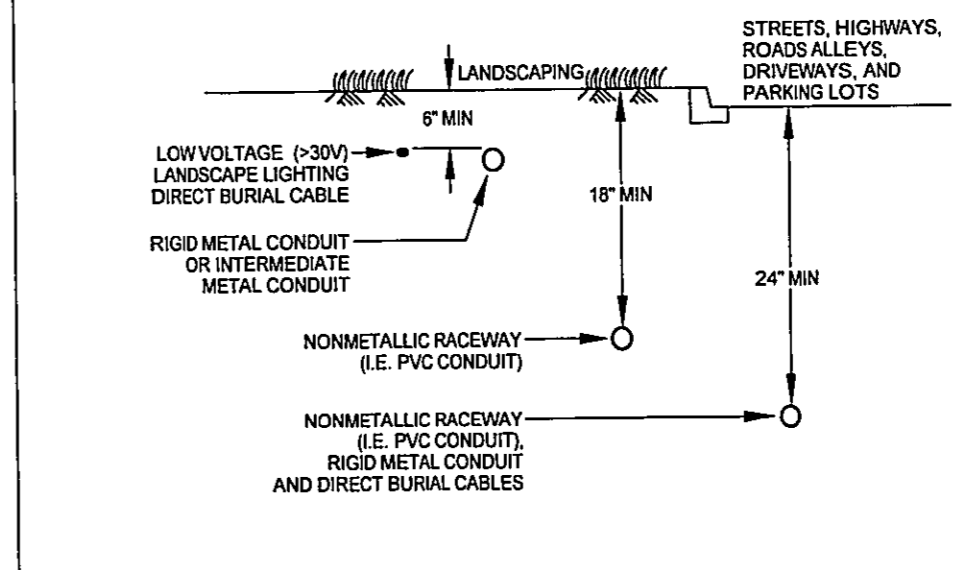 STREETS, HIGHWAYS,
ROADS ALLEYS,
DRIVEWAYS, AND
PARKING LOTS
LANDSCAPING
6" MIN
LOW VOLTAGE (>30V)
LANDSCAPE LIGHTING
DIRECT BURIAL CABLE
18" MIN
RIGID METAL CONDUIT
OR INTERMEDIATE
METAL CONDUIT
24" MIN
NONMETALLIC RACEWAY
(I.E. PVC CONDUIT)
NONMETALLIC RACEWAY
(I.E. PVC CONDUIT),
RIGID METAL CONDUIT
AND DIRECT BURIAL CABLES